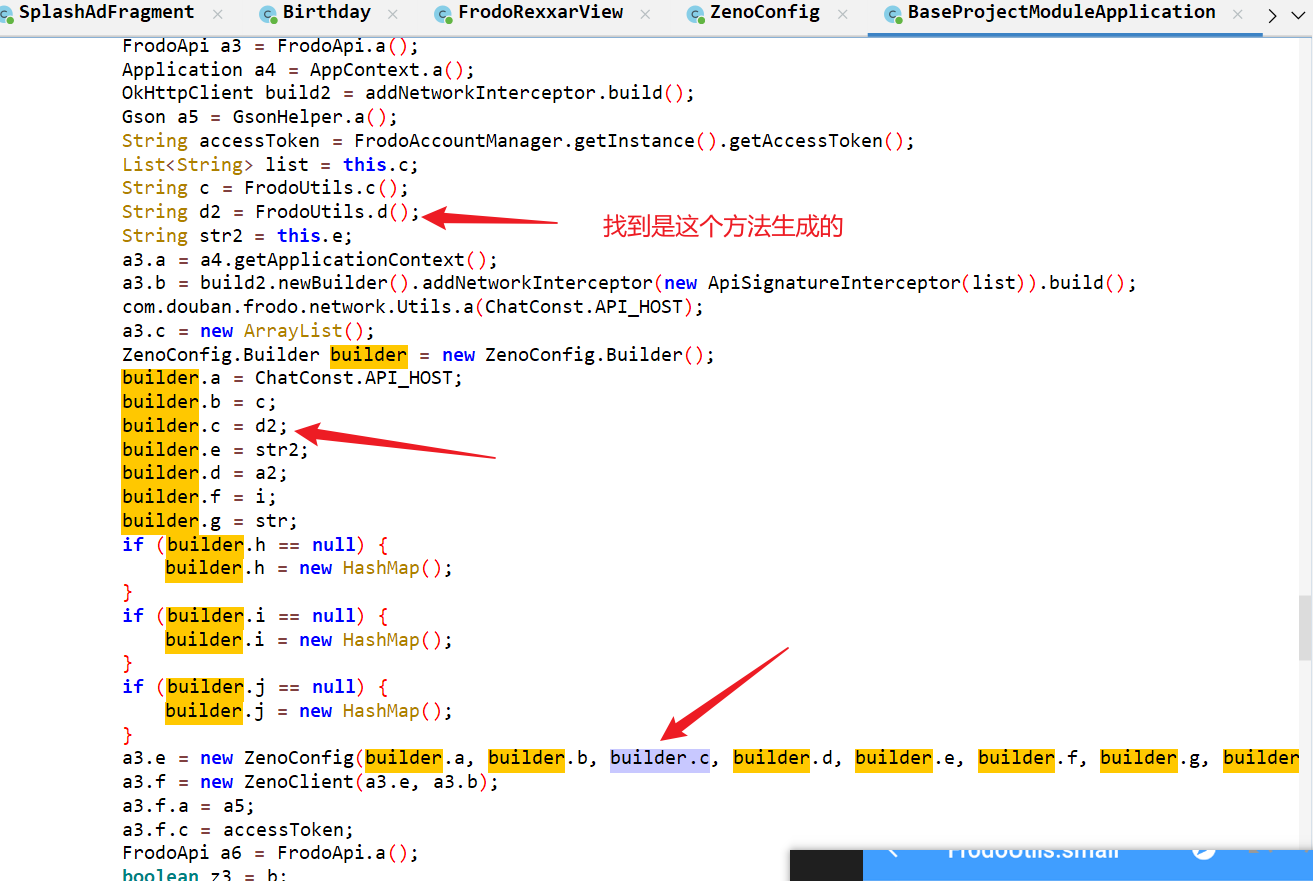 SplashAdFragment × Birthday × FrodoRexxarView × ZenoConfig × BaseProjectModuleApplication ×
FrodoApi a3 = FrodoApi.a();
Application a4 = AppContext.a();
OkHttpClient build2 = addNetworkInterceptor.build();
Gson a5 = GsonHelper.a();
String accessToken = FrodoAccountManager.getInstance().getAccessToken();
List<String> list = this.c;
String c = FrodoUtils.c();
String d2 = FrodoUtils.d();
找到是这个方法生成的
String str2 = this.e;
a3.a = a4.getApplicationContext();
a3.b = build2.newBuilder().addNetworkInterceptor(new ApiSignatureInterceptor(list)).build();
com.douban.frodo.network.Utils.a(ChatConst.API_HOST);
a3.c = new ArrayList();
ZenoConfig.Builder builder = new ZenoConfig.Builder();
builder.a = ChatConst.API_HOST;
builder.b = c;
builder.c = d2;
builder.e = str2;
builder.d = a2;
builder.f = i;
builder.g = str;
if (builder.h == null) {
builder.h = new HashMap();
}
if (builder.i == null) {
builder.i = new HashMap();
}
if (builder.j == null) {
builder.j = new HashMap();
}
a3.e = new ZenoConfig(builder.a, builder.b, builder.c, builder.d, builder.e, builder.f, builder.g, builder
a3.f = new ZenoClient(a3.e, a3.b);
a3.f.a = a5;
a3.f.c = accessToken;
FrodoApi a6 = FrodoApi.a();
boolean z3 = b;
FrodoUtils.smali